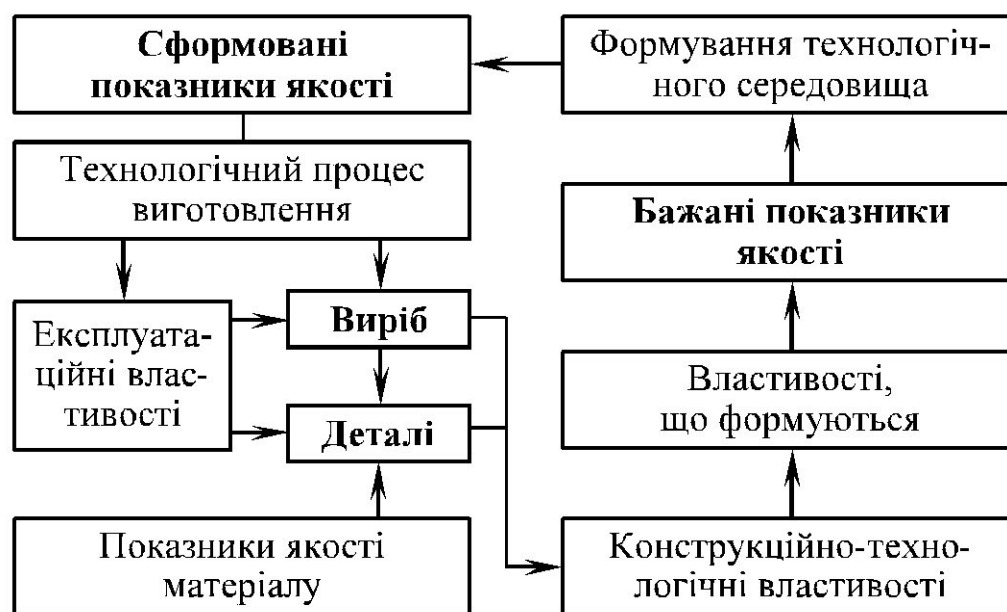 Сформовані
показники якості
Технологічний процес
виготовлення
Експлуата-
ційні влас-
тивості
Виріб
Деталі
Показники якості
матеріалу
Формування технологіч-
ного середовища
Бажані показники
якості
Властивості,
що формуються
Конструкційно-техно-
логічні властивості